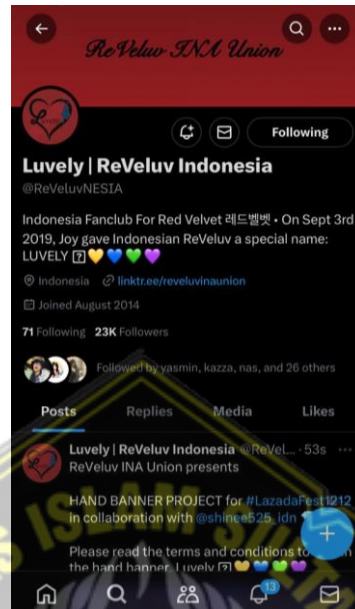 ReVeluv INA Union
Luvely
Following
Luvely | ReVeluv Indonesia
@ReVeluvNESIA
Indonesia Fanclub For Red Velvet 레드벨벳 • On Sept 3rd
2019, Joy gave Indonesian ReVeluv a special name:
LUVELY ⍰💛💙💚💜
Indonesia linktr.ee/reveluvinaunion
Joined August 2014
71 Following 23K Followers
Followed by yasmin, kazza, nas, and 26 others
Posts Replies Media Likes
Luvely | ReVeluv Indonesia @ReVel... · 53s
ReVeluv INA Union presents
HAND BANNER PROJECT for #LazadaFest1212
in collaboration with @shinee525_idn
Please read the terms and conditions to
the hand banner. Luvely ⍰💛💙💚💜
13
ISLAM